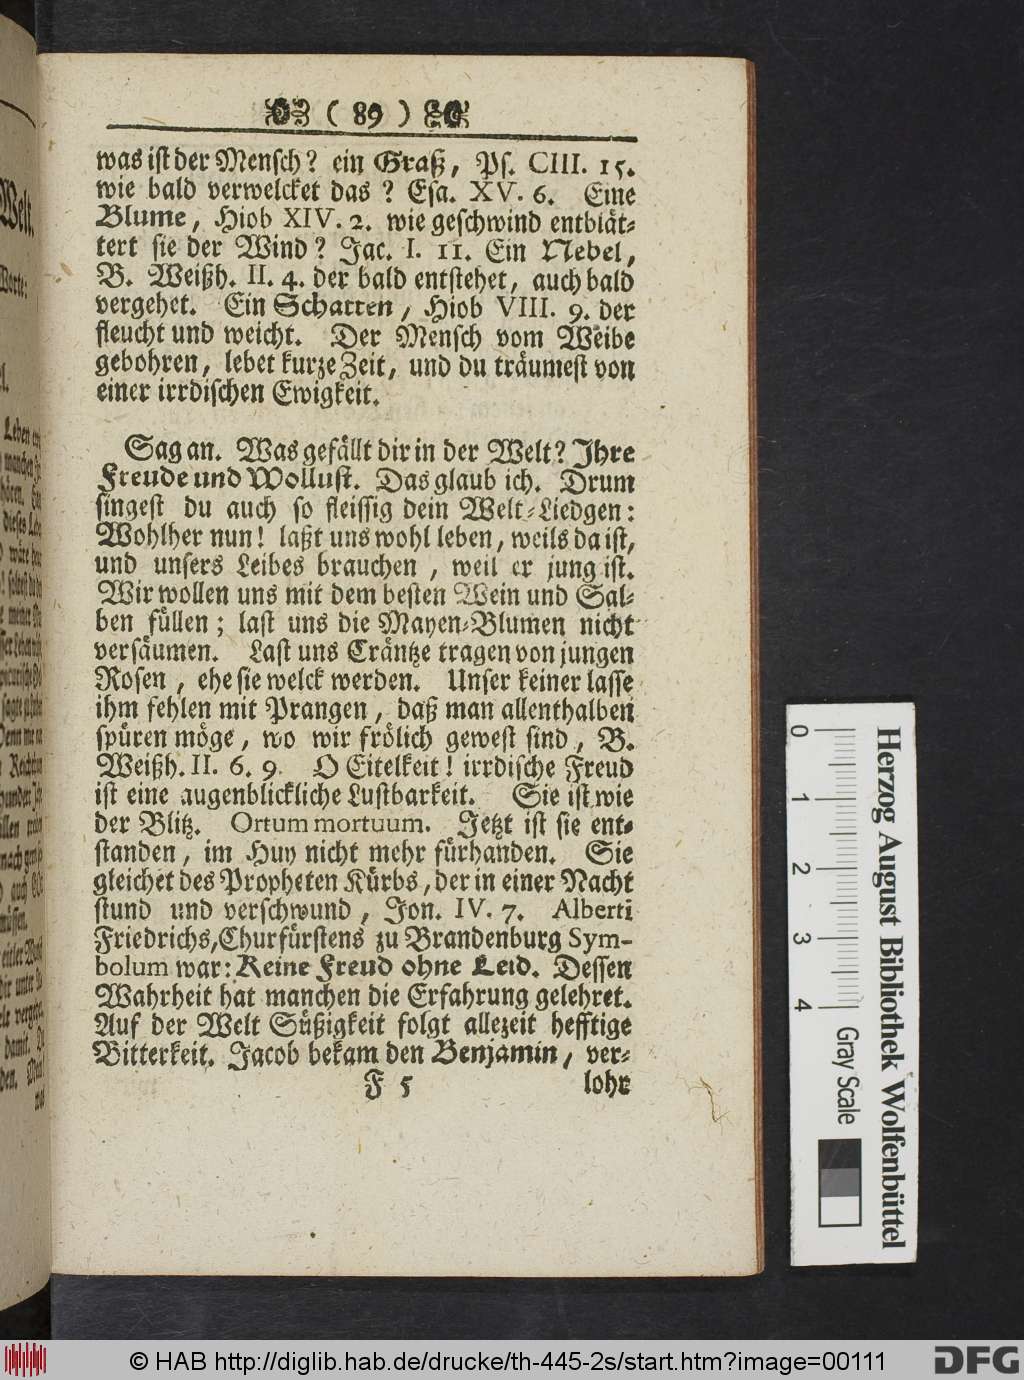 ( 89 )
was ist der Mensch? ein Graß, Ps. CIII. 15.
wie bald verwelcket das? Esa. XV. 6. Eine
Blume, Hiob XIV. 2. wie geschwind entblät-
tert sie der Wind? Jac. I. 11. Ein Nebel,
B. Weißh. II. 4. der bald entstehet, auch bald
vergehet. Ein Schatten, Hiob VIII. 9. der
fleucht und weicht. Der Mensch vom Weibe
gebohren, lebet kurze Zeit, und du träumest von
einer irrdischen Ewigkeit.
Sag an. Was gefällt dir in der Welt? Ihre
Freude und Wollust. Das glaub ich. Drum
singest du auch so fleissig dein Welt-Liedgen:
Wohlher nun! laßt uns wohl leben, weils da ist,
und unsers Leibes brauchen, weil er jung ist.
Wir wollen uns mit dem besten Wein und Sal-
ben füllen; last uns die Mayen-Blumen nicht
versäumen. Last uns Cräntze tragen von jungen
Rosen, ehe sie welck werden. Unser keiner lasse
ihm fehlen mit Prangen, daß man allenthalben
spüren möge, wo wir frölich gewest sind, B.
Weißh. II. 6. 9. O Eitelkeit! irrdische Freud
ist eine augenblickliche Lustbarkeit. Sie ist wie
der Blitz. Ortum mortuum. Jetzt ist sie ent-
standen, im Huy nicht mehr fürhanden. Sie
gleichet des Propheten Kürbs, der in einer Nacht
stund und verschwund, Jon. IV. 7. Alberti
Friedrichs, Churfürstens zu Brandenburg Sym-
bolum war: Keine Freud ohne Leid. Dessen
Wahrheit hat manchen die Erfahrung gelehret.
Auf der Welt Süßigkeit folgt allezeit hefftige
Bitterkeit. Jacob bekam den Benjamin, ver-
F 5 lohr
Herzog August Bibliothek Wolfenbüttel
0 1 2 3 4 Gray Scale
© HAB http://diglib.hab.de/drucke/th-445-2s/start.htm?image=00111
DFG